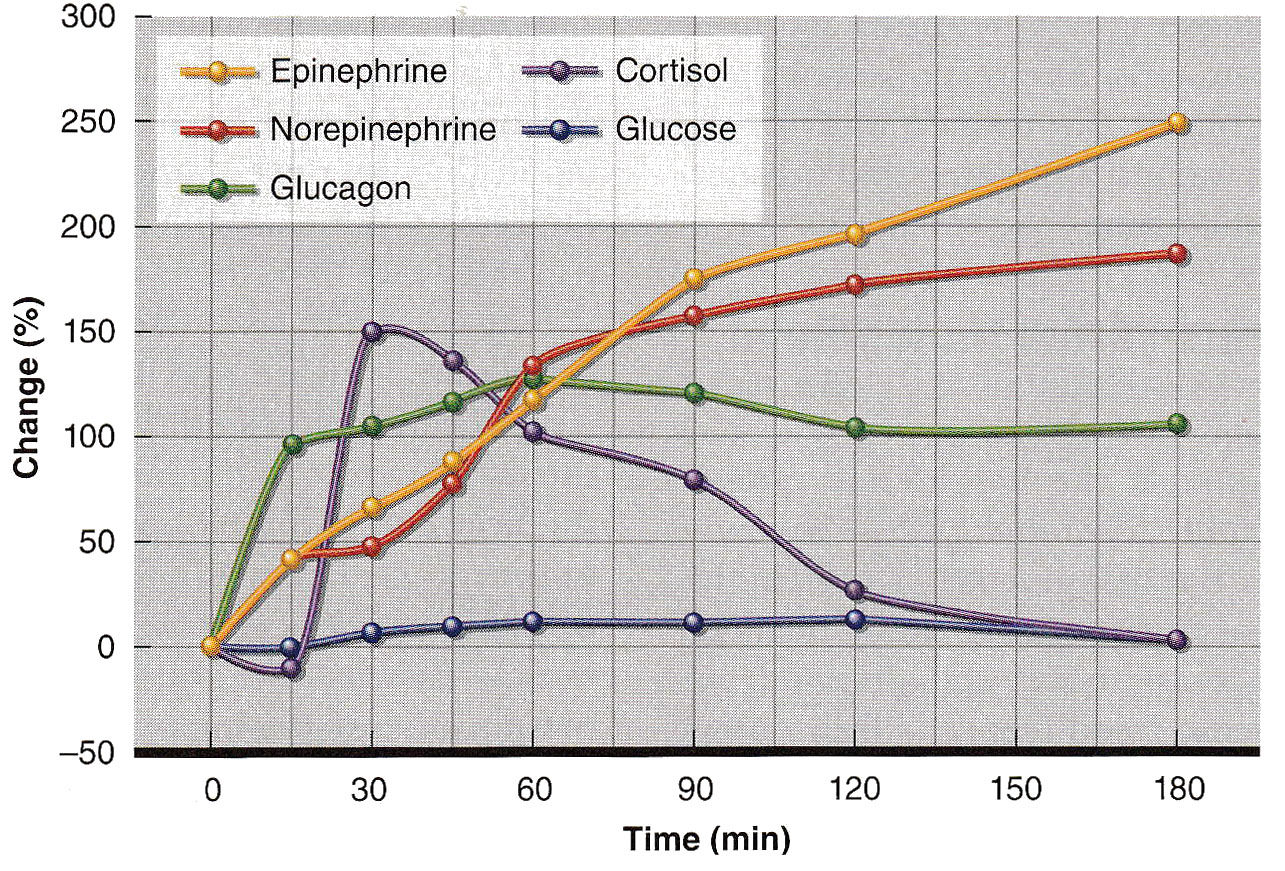 300
250
200
150
100
50
0
–50
Change (%)
Epinephrine
Norepinephrine
Glucagon
Cortisol
Glucose
0 30 60 90 120 150 180
Time (min)